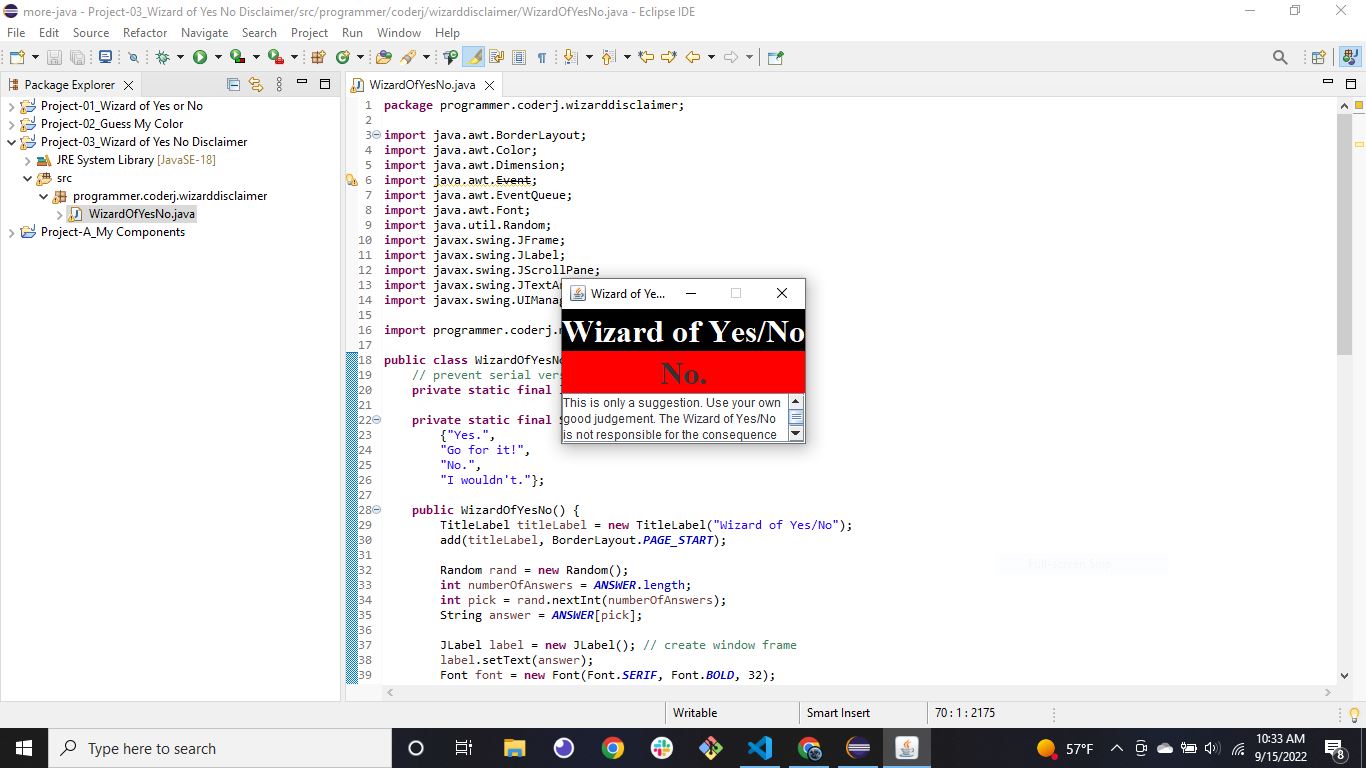 more-java - Project-03_Wizard of Yes No Disclaimer/src/programmer/coderj/wizarddisclaimer/WizardOfYesNo.java - Eclipse IDE
File Edit Source Refactor Navigate Search Project Run Window Help
Package Explorer
Project-01_Wizard of Yes or No
Project-02_Guess My Color
Project-03_Wizard of Yes No Disclaimer
JRE System Library [JavaSE-18]
src
programmer.coderj.wizarddisclaimer
WizardOfYesNo.java
Project-A_My Components
WizardOfYesNo.java
1 package programmer.coderj.wizarddisclaimer;
2
3 import java.awt.BorderLayout;
4 import java.awt.Color;
5 import java.awt.Dimension;
6 import java.awt.Event;
7 import java.awt.EventQueue;
8 import java.awt.Font;
9 import java.util.Random;
10 import javax.swing.JFrame;
11 import javax.swing.JLabel;
12 import javax.swing.JScrollPane;
13 import javax.swing.JTextAr
14 import javax.swing.UIManag
15
16 import programmer.coderj.
17
18 public class WizardOfYesN
19 // prevent serial ver
20 private static final
21
22 private static final
23 {"Yes.",
24 "Go for it!",
25 "No.",
26 "I wouldn't."};
27
28 public WizardOfYesNo() {
29 TitleLabel titleLabel = new TitleLabel("Wizard of Yes/No");
30 add(titleLabel, BorderLayout.PAGE_START);
31
32 Random rand = new Random();
33 int numberOfAnswers = ANSWER.length;
34 int pick = rand.nextInt(numberOfAnswers);
35 String answer = ANSWER[pick];
36
37 JLabel label = new JLabel(); // create window frame
38 label.setText(answer);
39 Font font = new Font(Font.SERIF, Font.BOLD, 32);
Wizard of Ye...
Wizard of Yes/No
No.
This is only a suggestion. Use your own
good judgement. The Wizard of Yes/No
is not responsible for the consequence
Full-screen Snip
Writable Smart Insert 70 : 1 : 2175
Type here to search
57°F
10:33 AM
9/15/2022
8